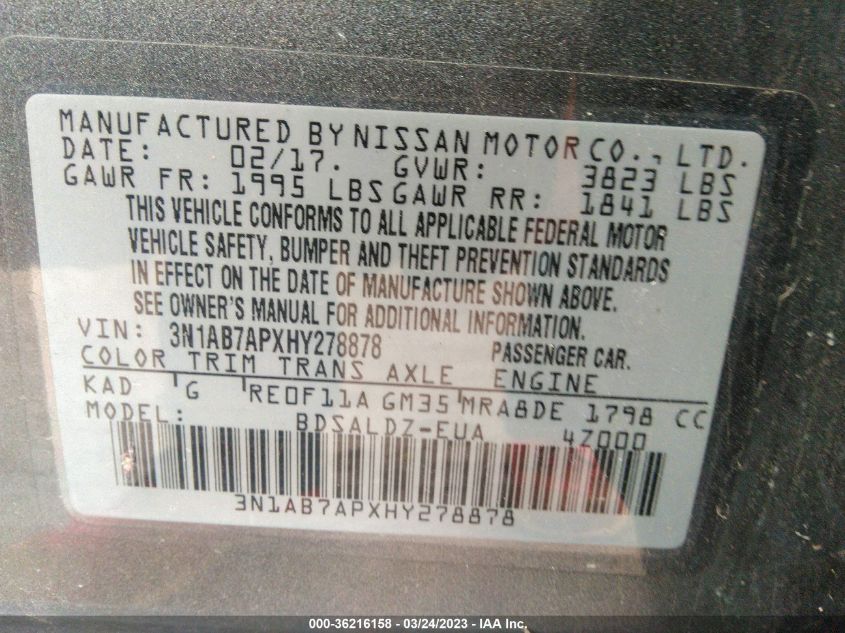 MANUFACTURED BY NISSAN MOTOR CO., LTD.
DATE: 02/17. GVWR: 3823 LBS
GAWR FR: 1995 LBS GAWR RR: 1841 LBS
THIS VEHICLE CONFORMS TO ALL APPLICABLE FEDERAL MOTOR
VEHICLE SAFETY, BUMPER AND THEFT PREVENTION STANDARDS
IN EFFECT ON THE DATE OF MANUFACTURE SHOWN ABOVE.
SEE OWNER'S MANUAL FOR ADDITIONAL INFORMATION.
VIN: 3N1AB7APXHY278878 PASSENGER CAR.
COLOR TRIM TRANS AXLE ENGINE
KAD G RE0F11A GM35 MRA8DE 1798 CC
MODEL: BDSALDZ-EUA 4Z000
3N1AB7APXHY278878
000-36216158 - 03/24/2023 - IAA Inc.